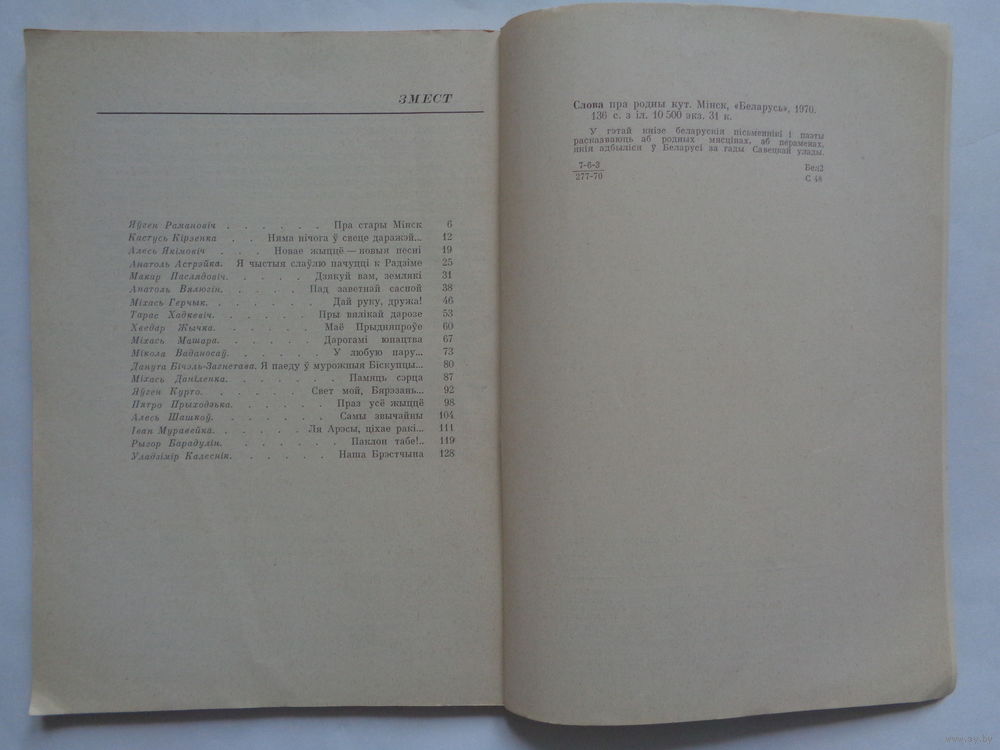 ЗМЕСТ
Яўген Рамановіч . . . . . . Пра стары Мінск 6
Кастусь Кірэенка . . Няма нічога ў свеце даражэй... 12
Алесь Якімовіч . . . Новае жыццё — новыя песні 19
Анатоль Астрэйка. Я чыстыя слаўлю пачуцці к Радзіме 25
Макар Паслядовіч. . . . . Дзякуй вам, землякі 31
Анатоль Вялюгін. . . . . Пад заветнай сасной 38
Міхась Герчык. . . . . . Дай руку, дружа! 46
Тарас Хадкевіч. . . . . . Пры вялікай дарозе 53
Хведар Жычка. . . . . . Маё Прыдняпроўе 60
Міхась Машара. . . . . . Дарогамі юнацтва 67
Мікола Ваданосаў. . . . . У любую пару... 73
Данута Бічэль-Загнетава. Я паеду ў мурожныя Біскупцы... 80
Міхась Даніленка. . . . . . . Памяць сэрца 87
Яўген Курто. . . . . Свет мой, Бярэзань... 92
Пятро Прыходзька. . . . . . Праз усё жыццё 98
Алесь Шашкоў. . . . . . . Самы звычайны 104
Іван Муравейка. . . . . Ля Арэсы, ціхае ракі... 111
Рыгор Барадулін. . . . . . . Паклон табе!.. 119
Уладзімір Калеснік. . . . . . Наша Брэстчына 128
Слова пра родны кут. Мінск, «Беларусь», 1970.
136 с. з іл. 10 500 экз. 31 к.
У гэтай кнізе беларускія пісьменнікі і паэты
расказваюць аб родных мясцінах, аб пераменах,
якія адбыліся ў Беларусі за гады Савецкай улады.
7-6-3 Бел2
277-70 С 48
www.ay.by